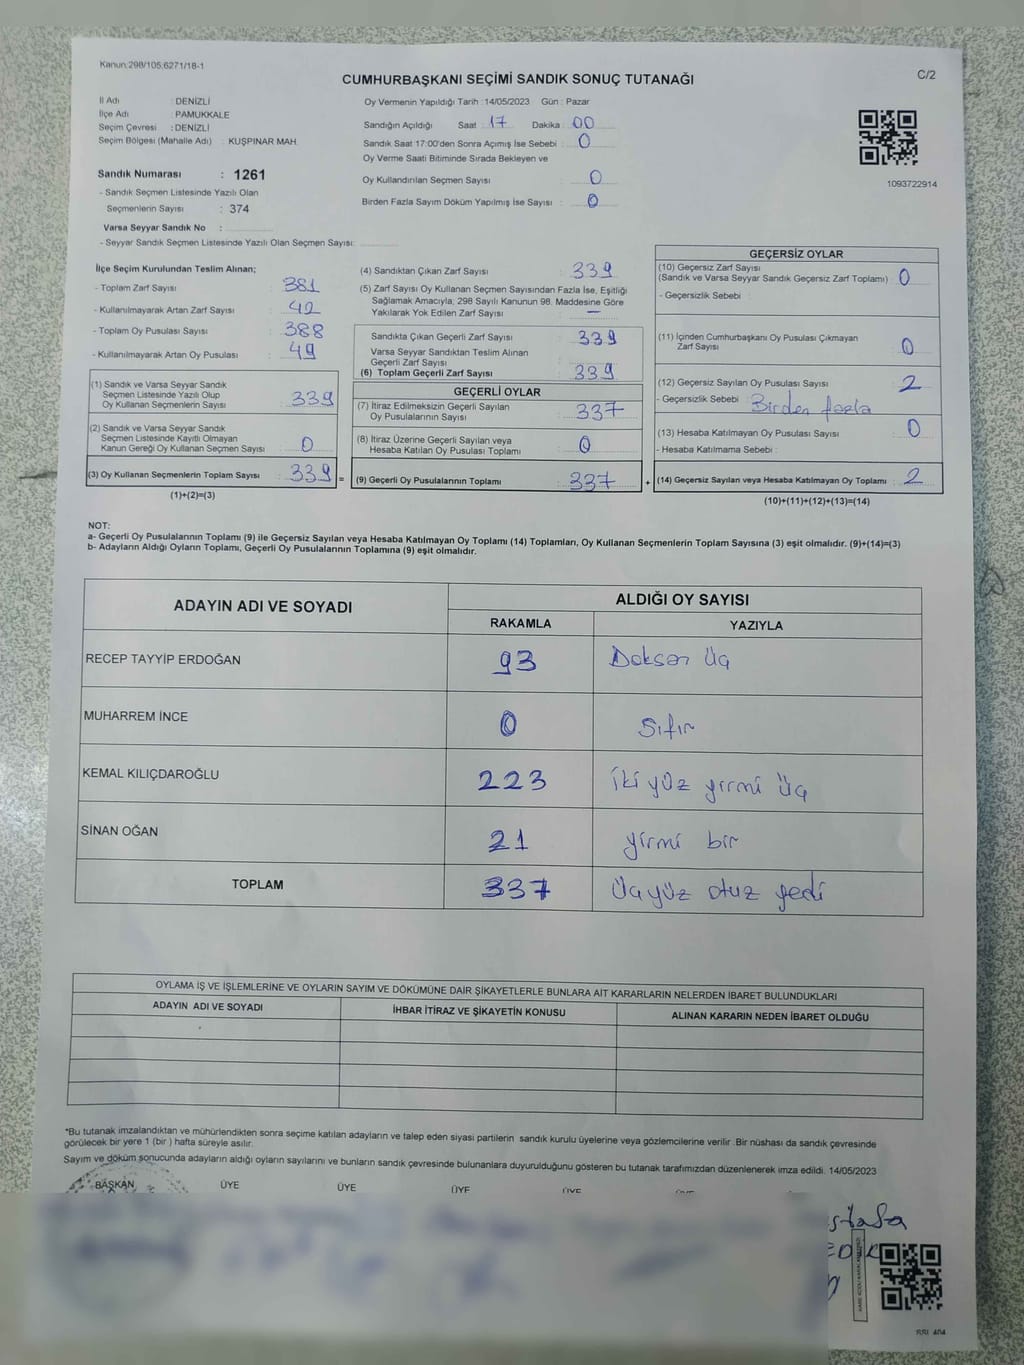 Kanun:298/105;6271/18-1
C/2
CUMHURBAŞKANI SEÇİMİ SANDIK SONUÇ TUTANAĞI
İl Adı : DENİZLİ
İlçe Adı : PAMUKKALE
Seçim Çevresi : DENİZLİ
Seçim Bölgesi (Mahalle Adı) : KUŞPINAR MAH.
Sandık Numarası : 1261
- Sandık Seçmen Listesinde Yazılı Olan
Seçmenlerin Sayısı : 374
Varsa Seyyar Sandık No :
- Seyyar Sandık Seçmen Listesinde Yazılı Olan Seçmen Sayısı:
Oy Vermenin Yapıldığı Tarih :14/05/2023 Gün : Pazar
Sandığın Açıldığı Saat : 17 Dakika : 00
Sandık Saat 17:00'den Sonra Açımış İse Sebebi : 0
Oy Verme Saati Bitiminde Sırada Bekleyen ve
Oy Kullandırılan Seçmen Sayısı : 0
Birden Fazla Sayım Döküm Yapılmış İse Sayısı : 0
1093722914
İlçe Seçim Kurulundan Teslim Alınan;
- Toplam Zarf Sayısı : 381
- Kullanılmayarak Artan Zarf Sayısı : 42
- Toplam Oy Pusulası Sayısı : 388
- Kullanılmayarak Artan Oy Pusulası : 49
(1) Sandık ve Varsa Seyyar Sandık
Seçmen Listesinde Yazılı Olup
Oy Kullanan Seçmenlerin Sayısı : 339
(2) Sandık ve Varsa Seyyar Sandık
Seçmen Listesinde Kayıtlı Olmayan
Kanun Gereği Oy Kullanan Seçmen Sayısı : 0
(3) Oy Kullanan Seçmenlerin Toplam Sayısı : 339 =
(1)+(2)=(3)
(4) Sandıktan Çıkan Zarf Sayısı : 339
(5) Zarf Sayısı Oy Kullanan Seçmen Sayısından Fazla İse, Eşitliği
Sağlamak Amacıyla; 298 Sayılı Kanunun 98. Maddesine Göre
Yakılarak Yok Edilen Zarf Sayısı : —
Sandıkta Çıkan Geçerli Zarf Sayısı : 339
Varsa Seyyar Sandıktan Teslim Alınan
Geçerli Zarf Sayısı :
(6) Toplam Geçerli Zarf Sayısı : 339
GEÇERLİ OYLAR
(7) İtiraz Edilmeksizin Geçerli Sayılan
Oy Pusulalarının Sayısı : 337
(8) İtiraz Üzerine Geçerli Sayılan veya
Hesaba Katılan Oy Pusulası Toplamı : 0
(9) Geçerli Oy Pusulalarının Toplamı : 337 +
GEÇERSİZ OYLAR
(10) Geçersiz Zarf Sayısı
(Sandık ve Varsa Seyyar Sandık Geçersiz Zarf Toplamı) : 0
- Geçersizlik Sebebi :
(11) İçinden Cumhurbaşkanı Oy Pusulası Çıkmayan
Zarf Sayısı : 0
(12) Geçersiz Sayılan Oy Pusulası Sayısı : 2
- Geçersizlik Sebebi : Birden fazla
(13) Hesaba Katılmayan Oy Pusulası Sayısı : 0
- Hesaba Katılmama Sebebi :
(14) Geçersiz Sayılan veya Hesaba Katılmayan Oy Toplamı : 2
(10)+(11)+(12)+(13)=(14)
NOT:
a- Geçerli Oy Pusulalarının Toplamı (9) ile Geçersiz Sayılan veya Hesaba Katılmayan Oy Toplamı (14) Toplamları, Oy Kullanan Seçmenlerin Toplam Sayısına (3) eşit olmalıdır. (9)+(14)=(3)
b- Adayların Aldığı Oyların Toplamı, Geçerli Oy Pusulalarının Toplamına (9) eşit olmalıdır.
ADAYIN ADI VE SOYADI ALDIĞI OY SAYISI
RAKAMLA YAZIYLA
RECEP TAYYİP ERDOĞAN 93 Doksan Üç
MUHARREM İNCE 0 Sıfır
KEMAL KILIÇDAROĞLU 223 İki yüz yirmi üç
SİNAN OĞAN 21 yirmi bir
TOPLAM 337 Üçyüz otuz yedi
OYLAMA İŞ VE İŞLEMLERİNE VE OYLARIN SAYIM VE DÖKÜMÜNE DAİR ŞİKAYETLERLE BUNLARA AİT KARARLARIN NELERDEN İBARET BULUNDUKLARI
ADAYIN ADI VE SOYADI İHBAR İTİRAZ VE ŞİKAYETİN KONUSU ALINAN KARARIN NEDEN İBARET OLDUĞU
*Bu tutanak imzalandıktan ve mühürlendikten sonra seçime katılan adayların ve talep eden siyasi partilerin sandık kurulu üyelerine veya gözlemcilerine verilir .Bir nüshası da sandık çevresinde
görülecek bir yere 1 (bir ) hafta süreyle asılır.
Sayım ve döküm sonucunda adayların aldığı oyların sayılarını ve bunların sandık çevresinde bulunanlara duyurulduğunu gösteren bu tutanak tarafımızdan düzenlenerek imza edildi. 14/05/2023
BAŞKAN ÜYE ÜYE ÜYE ÜYE